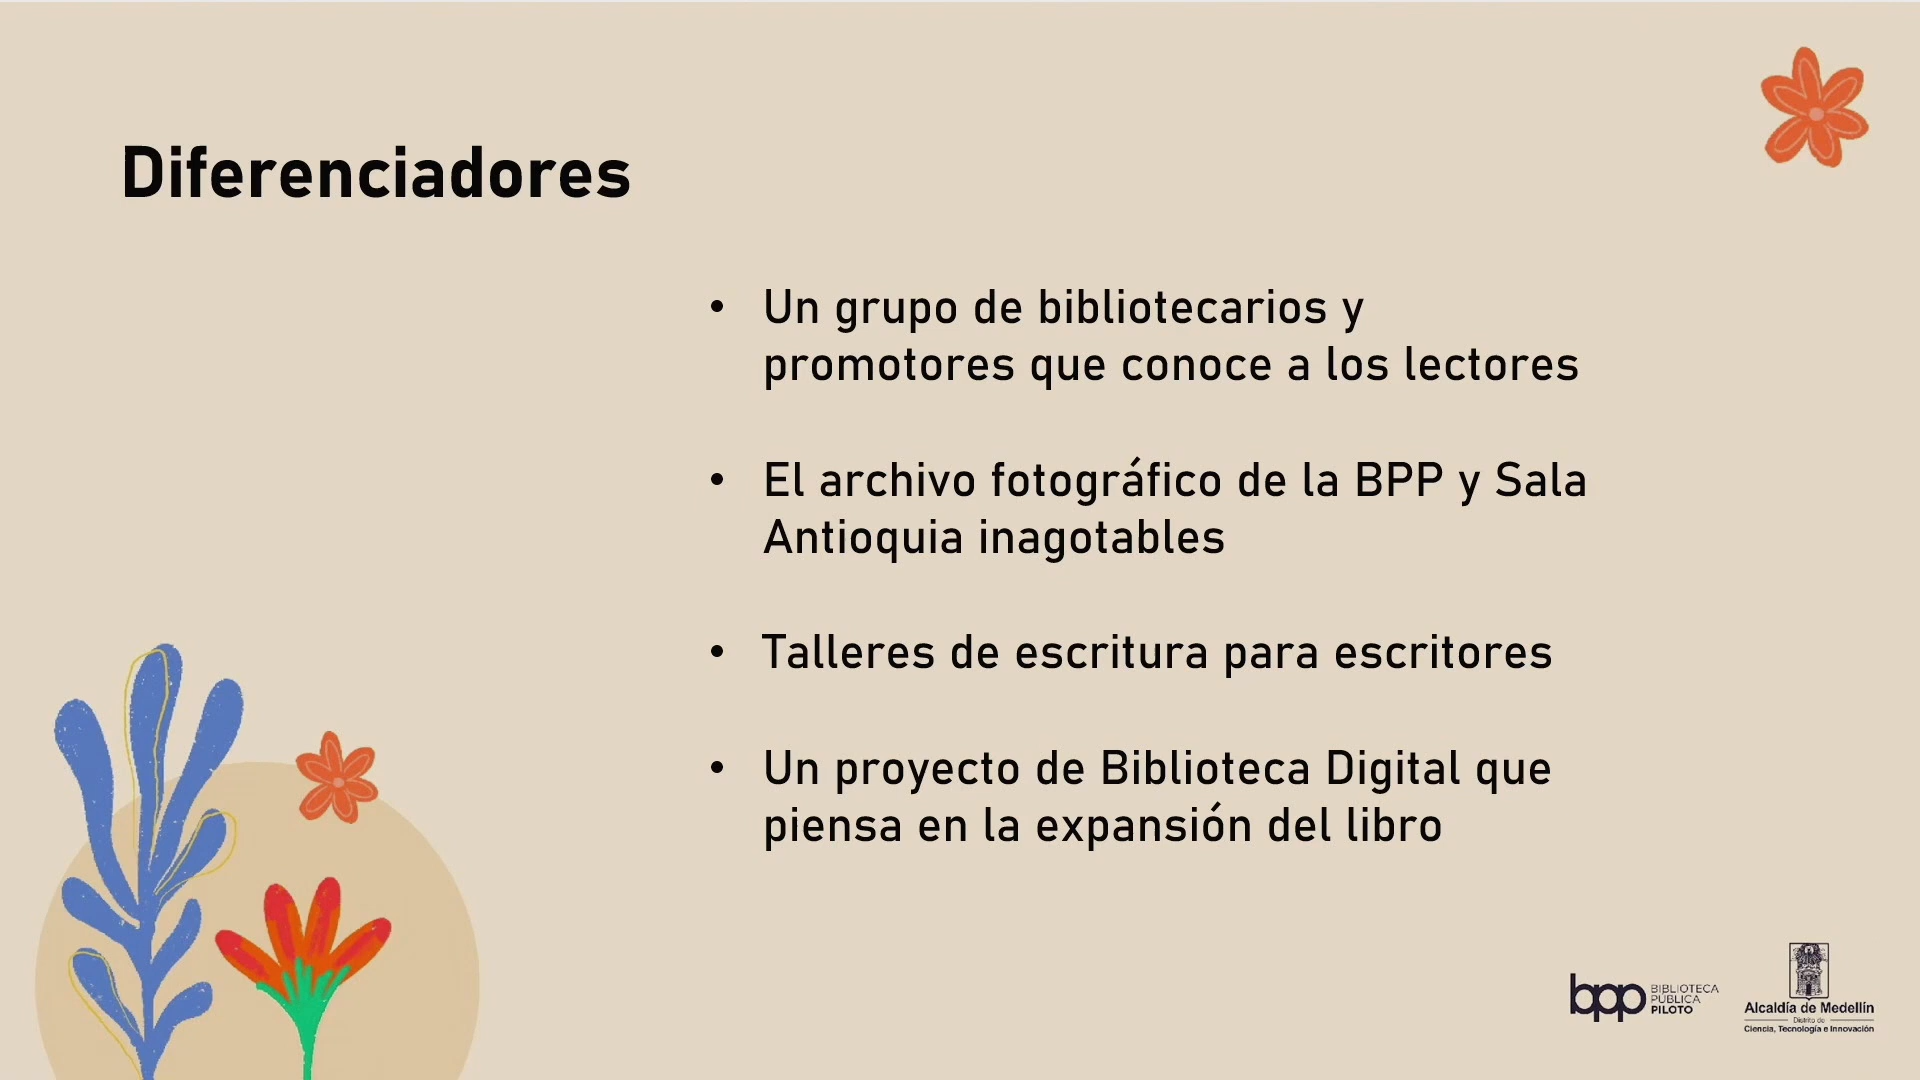 Diferenciadores
• Un grupo de bibliotecarios y
promotores que conoce a los lectores
• El archivo fotográfico de la BPP y Sala
Antioquia inagotables
• Talleres de escritura para escritores
• Un proyecto de Biblioteca Digital que
piensa en la expansión del libro
bpp BIBLIOTECA
PÚBLICA
PILOTO
Alcaldía de Medellín
Distrito de
Ciencia, Tecnología e Innovación